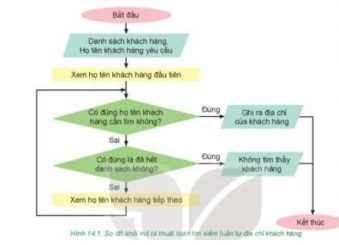 Bắt đầu
Danh sách khách hàng,
Họ tên khách hàng yêu cầu
Xem họ tên khách hàng đầu tiên
Có đúng họ tên khách
hàng cần tìm không?
Đúng
Ghi ra địa chỉ
của khách hàng
Sai
Có đúng là đã hết
danh sách không?
Đúng
Không tìm thấy
khách hàng
Sai
Xem họ tên khách hàng tiếp theo
Kết thúc
Hình 14.1. Sơ đồ khối mô tả thuật toán tìm kiếm tuần tự địa chỉ khách hàng